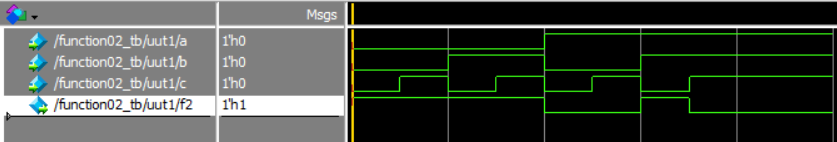 Msgs
/function02_tb/uut1/a 1'h0
/function02_tb/uut1/b 1'h0
/function02_tb/uut1/c 1'h0
/function02_tb/uut1/f2 1'h1